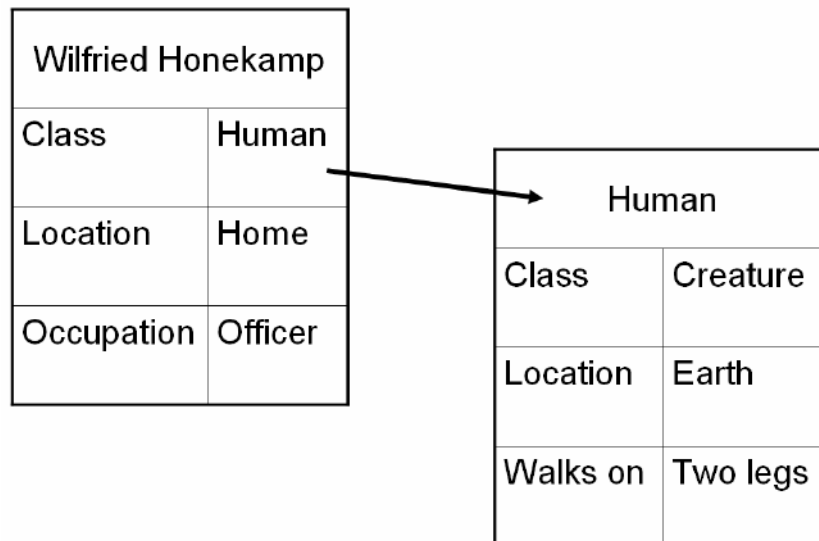 Wilfried Honekamp
Class Human
Location Home
Occupation Officer
Human
Class Creature
Location Earth
Walks on Two legs